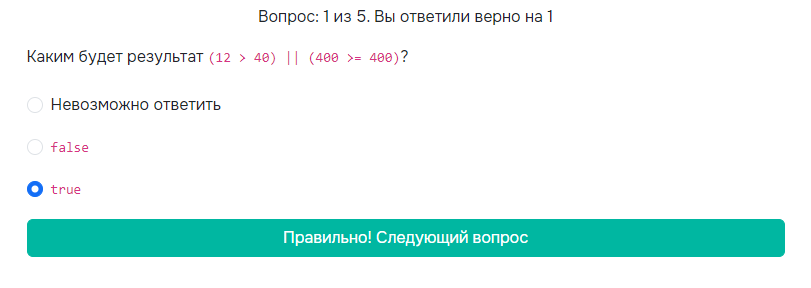 Вопрос: 1 из 5. Вы ответили верно на 1
Каким будет результат (12 > 40) || (400 >= 400)?
Невозможно ответить
false
true
Правильно! Следующий вопрос